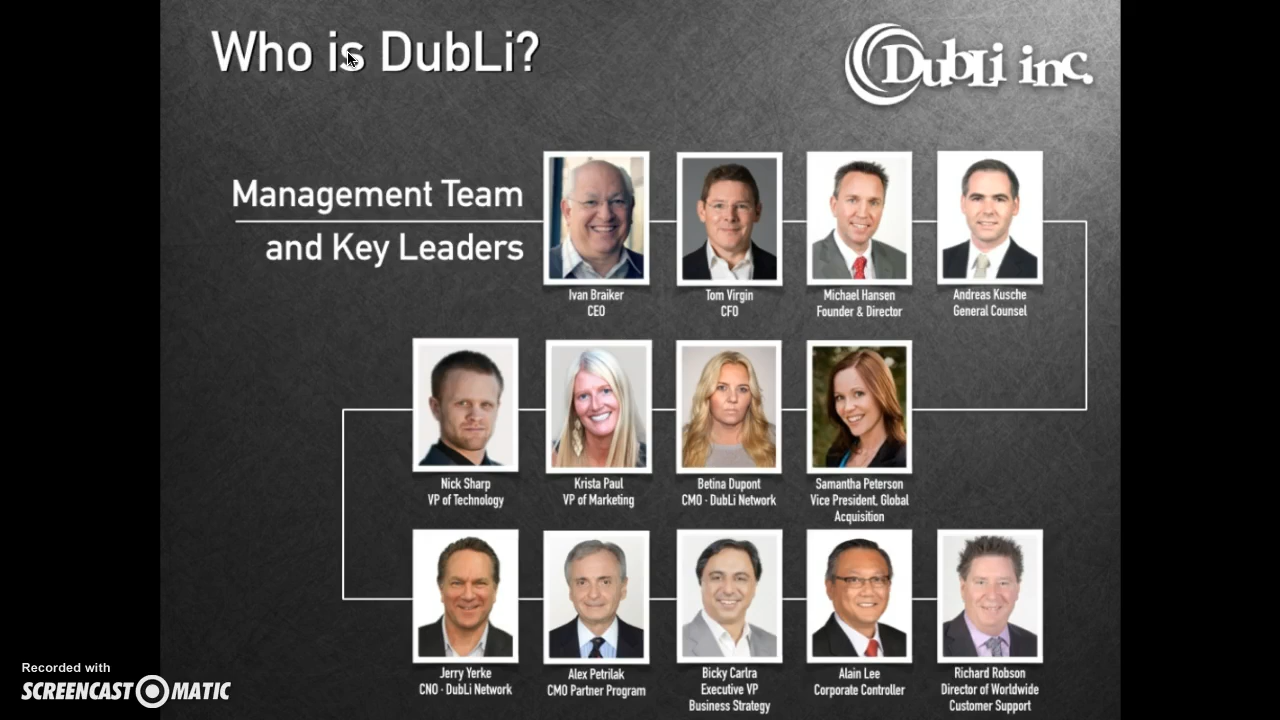 Who is DubLi?
DubLi inc.
Management Team
and Key Leaders
Ivan Braiker
CEO
Tom Virgin
CFO
Michael Hansen
Founder & Director
Andreas Kusche
General Counsel
Nick Sharp
VP of Technology
Krista Paul
VP of Marketing
Betina Dupont
CMO · DubLi Network
Samantha Peterson
Vice President, Global
Acquisition
Jerry Yerke
CNO · DubLi Network
Alex Petrilak
CMO Partner Program
Bicky Carlra
Executive VP
Business Strategy
Alain Lee
Corporate Controller
Richard Robson
Director of Worldwide
Customer Support
Recorded with
SCREENCAST-O-MATIC